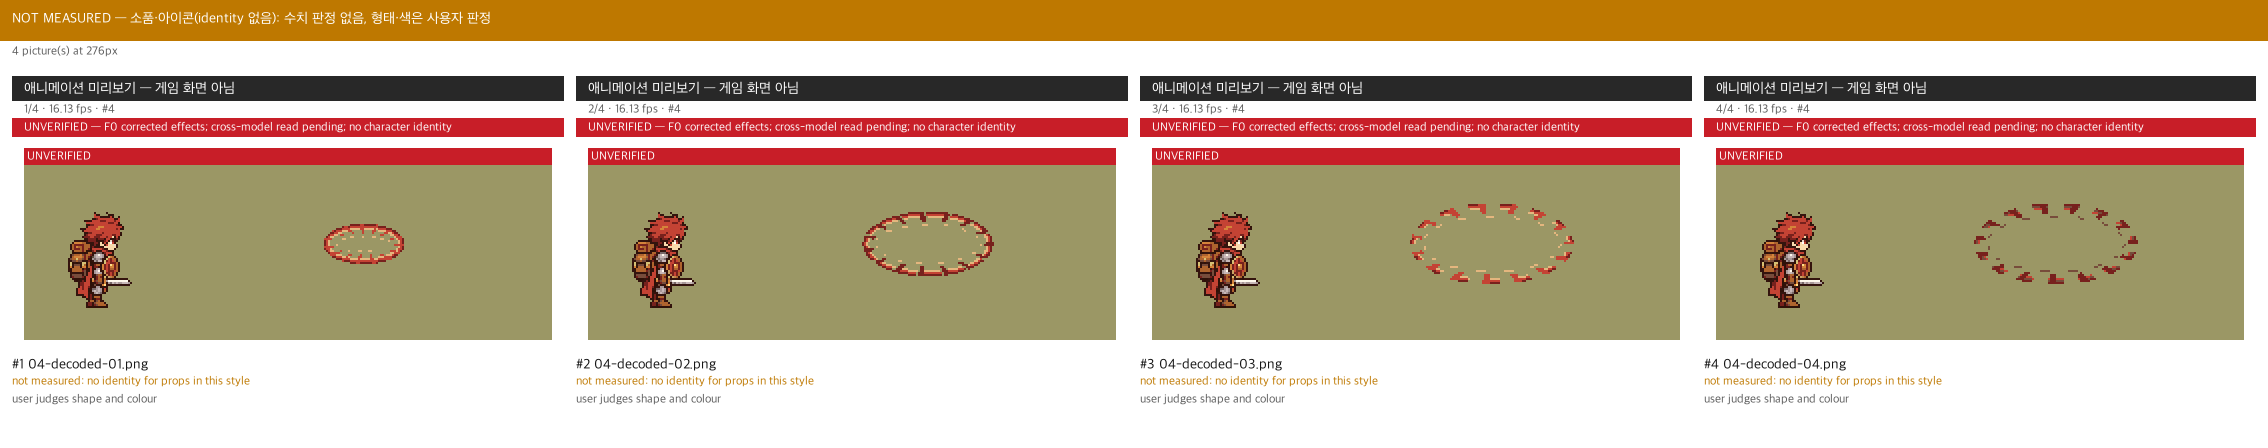 NOT MEASURED — 소품·아이콘(identity 없음): 수치 판정 없음, 형태·색은 사용자 판정
4 picture(s) at 276px
애니메이션 미리보기 — 게임 화면 아님
1/4 · 16.13 fps · #4
UNVERIFIED — F0 corrected effects; cross-model read pending; no character identity
UNVERIFIED
#1 04-decoded-01.png
not measured: no identity for props in this style
user judges shape and colour
애니메이션 미리보기 — 게임 화면 아님
2/4 · 16.13 fps · #4
UNVERIFIED — F0 corrected effects; cross-model read pending; no character identity
UNVERIFIED
#2 04-decoded-02.png
not measured: no identity for props in this style
user judges shape and colour
애니메이션 미리보기 — 게임 화면 아님
3/4 · 16.13 fps · #4
UNVERIFIED — F0 corrected effects; cross-model read pending; no character identity
UNVERIFIED
#3 04-decoded-03.png
not measured: no identity for props in this style
user judges shape and colour
애니메이션 미리보기 — 게임 화면 아님
4/4 · 16.13 fps · #4
UNVERIFIED — F0 corrected effects; cross-model read pending; no character identity
UNVERIFIED
#4 04-decoded-04.png
not measured: no identity for props in this style
user judges shape and colour